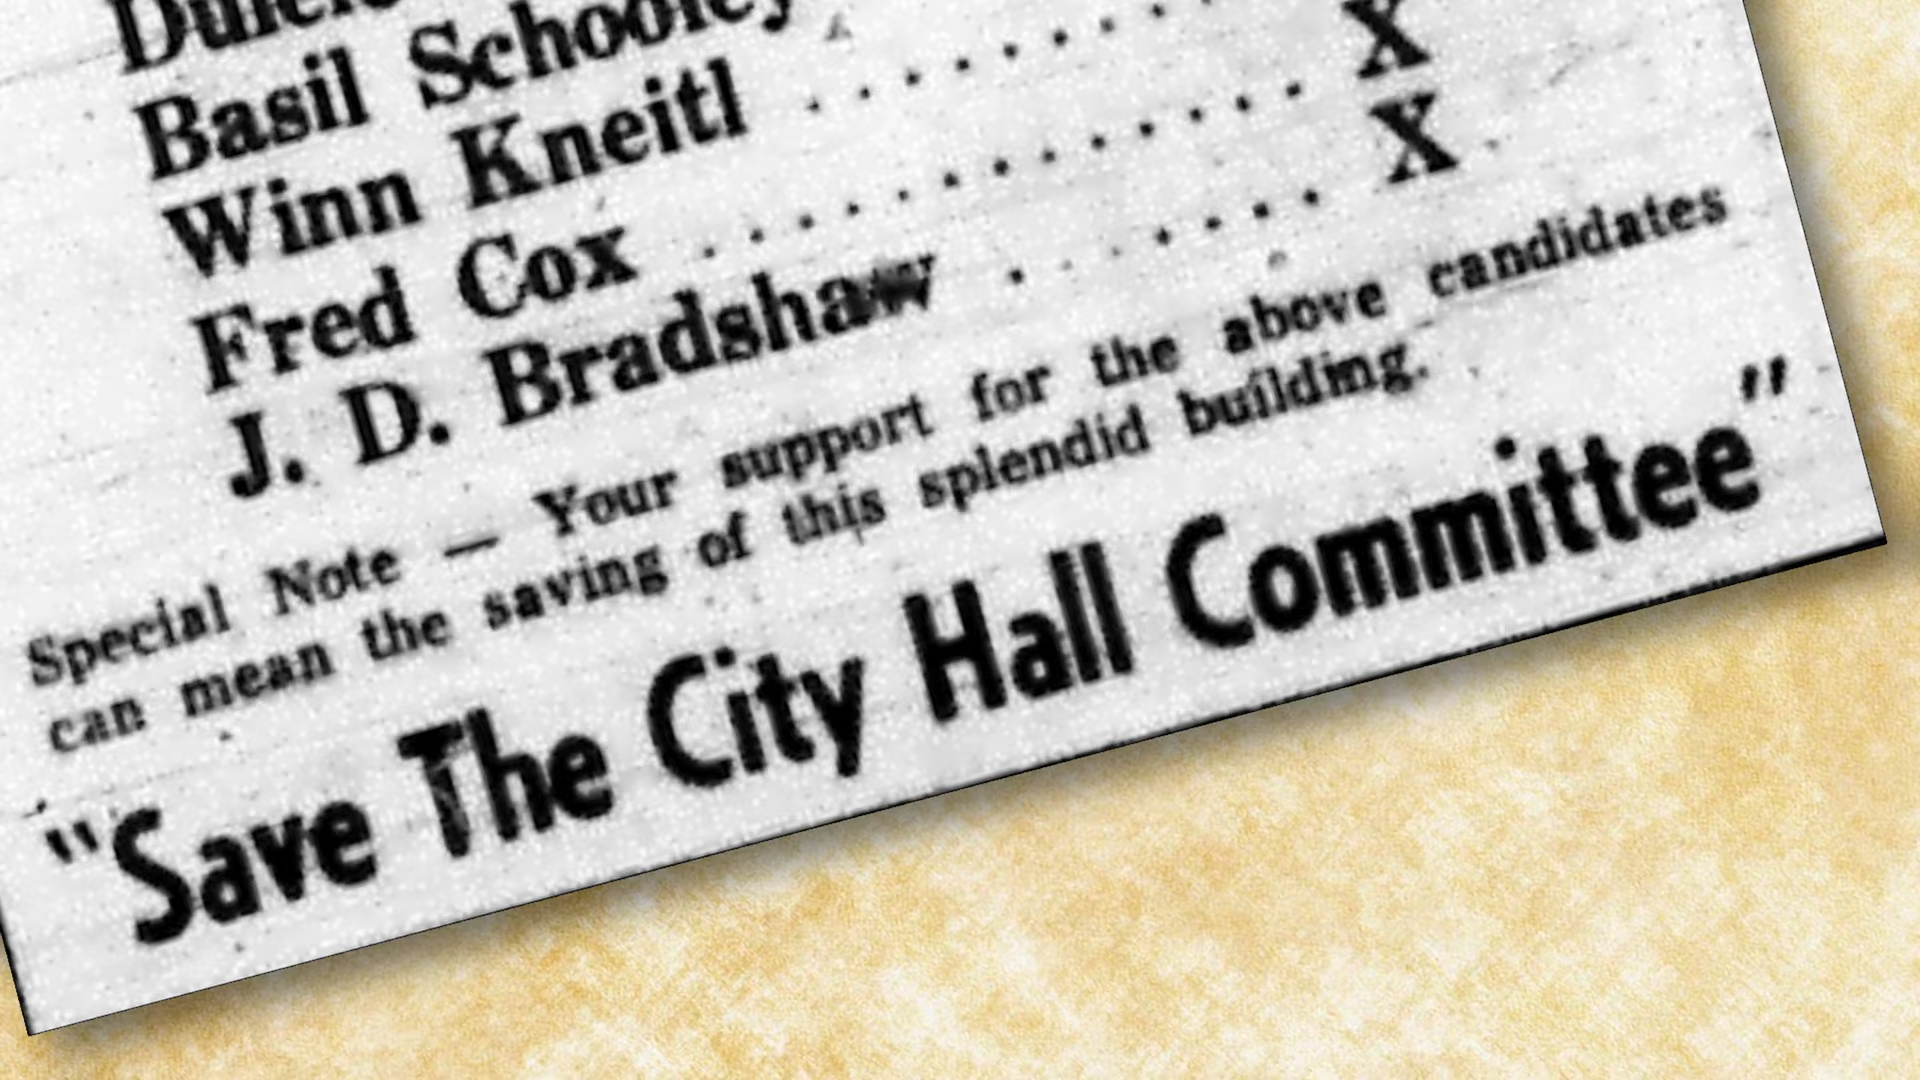 Basil Schooley
Winn Kneitl . . . . . . . . . X
Fred Cox . . . . . . . . . . . . . X
J. D. Bradshaw . . . . . . .
Special Note — Your support for the above candidates
can mean the saving of this splendid building.
"Save The City Hall Committee"